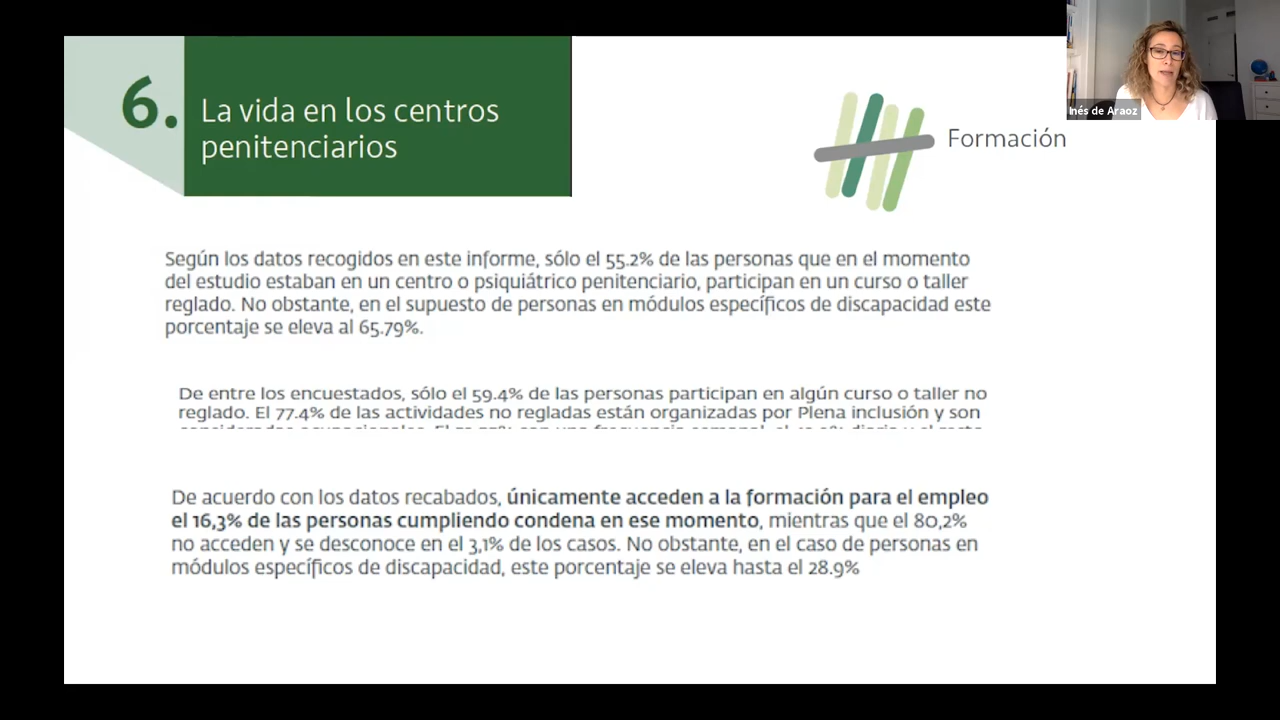 6. La vida en los centros
penitenciarios
Formación
Inés de Araoz
Según los datos recogidos en este informe, sólo el 55.2% de las personas que en el momento
del estudio estaban en un centro o psiquiátrico penitenciario, participan en un curso o taller
reglado. No obstante, en el supuesto de personas en módulos específicos de discapacidad este
porcentaje se eleva al 65.79%.
De entre los encuestados, sólo el 59.4% de las personas participan en algún curso o taller no
reglado. El 77.4% de las actividades no regladas están organizadas por Plena inclusión y son
De acuerdo con los datos recabados, únicamente acceden a la formación para el empleo
el 16,3% de las personas cumpliendo condena en ese momento, mientras que el 80,2%
no acceden y se desconoce en el 3,1% de los casos. No obstante, en el caso de personas en
módulos específicos de discapacidad, este porcentaje se eleva hasta el 28.9%